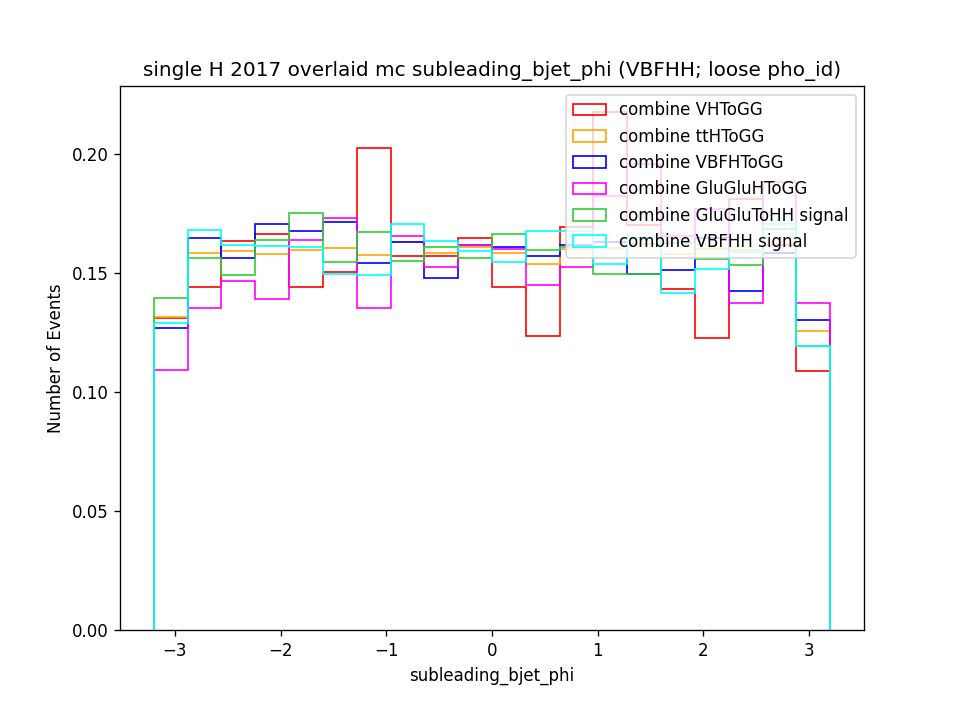 single H 2017 overlaid mc subleading_bjet_phi (VBFHH; loose pho_id)
combine VHToGG
combine ttHToGG
combine VBFHToGG
combine GluGluHToGG
combine GluGluToHH signal
combine VBFHH signal
Number of Events
0.20
0.15
0.10
0.05
0.00
−3
−2
−1
0
1
2
3
subleading_bjet_phi